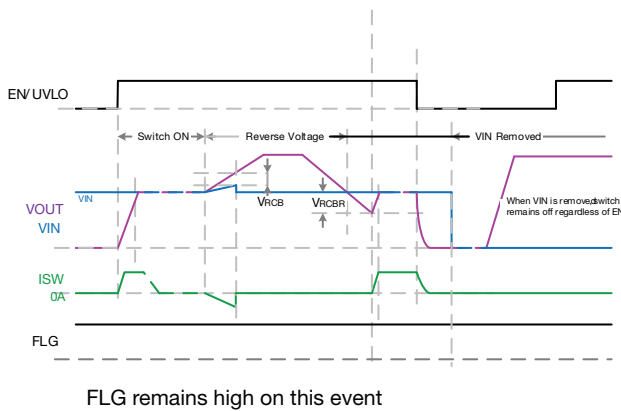 EN/UVLO
Switch ON
Reverse Voltage
VIN Removed
VIN
VRCB
VRCBR
When VIN is removed,switch
remains off regardless of EN
VOUT
VIN
ISW
0A
FLG
FLG remains high on this event